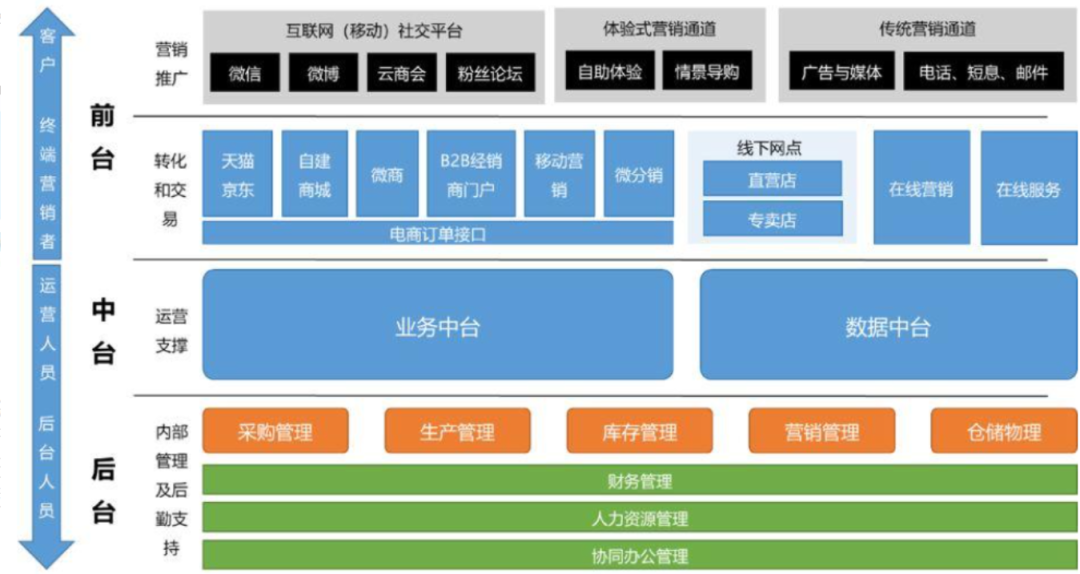 客户
终端营销者
运营人员
后台人员
前台
营销
推广
互联网（移动）社交平台
微信
微博
云商会
粉丝论坛
体验式营销通道
自助体验
情景导购
传统营销通道
广告与媒体
电话、短息、邮件
转化
和交
易
天猫
京东
自建
商城
微商
B2B经销
商门户
移动营
销
微分销
电商订单接口
线下网点
直营店
专卖店
在线营销
在线服务
中台
运营
支撑
业务中台
数据中台
后台
内部
管理
及后
勤支
持
采购管理
生产管理
库存管理
营销管理
仓储物理
财务管理
人力资源管理
协同办公管理